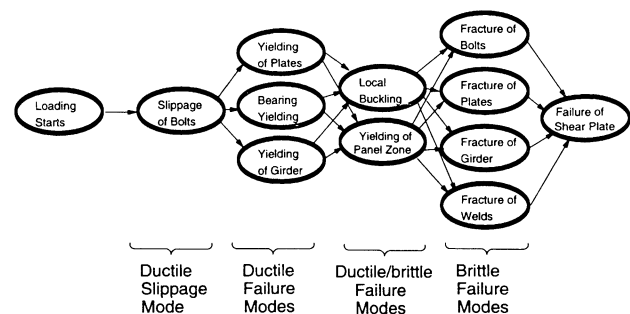 Loading
Starts
Slippage
of Bolts
Yielding
of Plates
Bearing
Yielding
Yielding
of Girder
Local
Buckling
Yielding of
Panel Zone
Fracture of
Bolts
Fracture of
Plates
Fracture of
Girder
Fracture of
Welds
Failure of
Shear Plate
Ductile
Slippage
Mode
Ductile
Failure
Modes
Ductile/brittle
Failure
Modes
Brittle
Failure
Modes